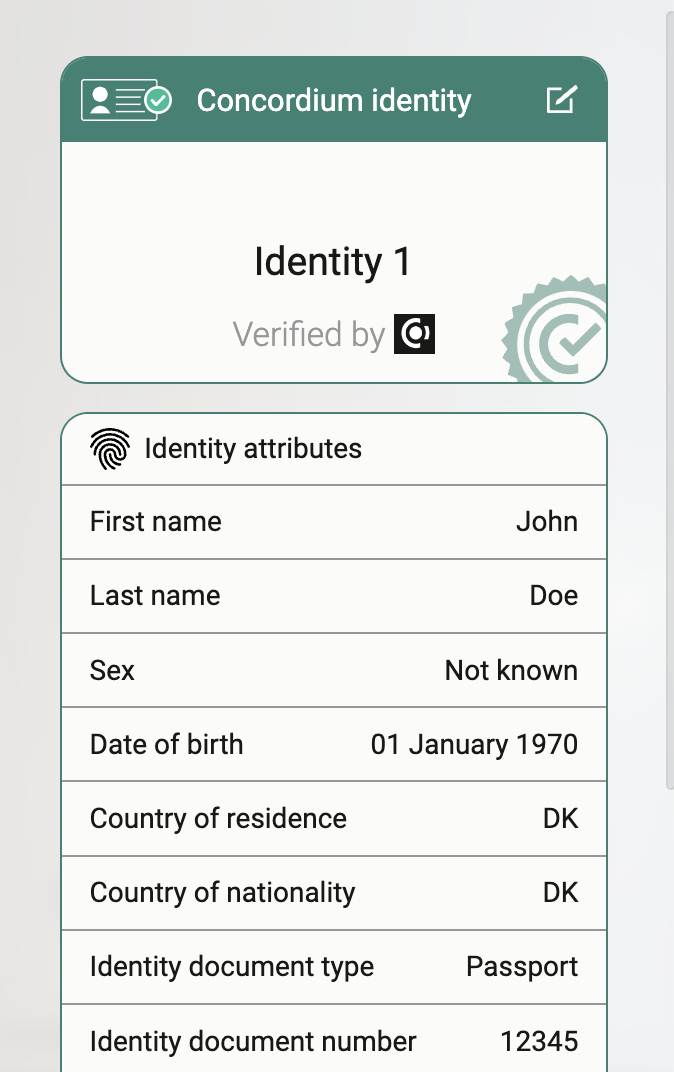 Concordium identity
Identity 1
Verified by
Identity attributes
First name John
Last name Doe
Sex Not known
Date of birth 01 January 1970
Country of residence DK
Country of nationality DK
Identity document type Passport
Identity document number 12345